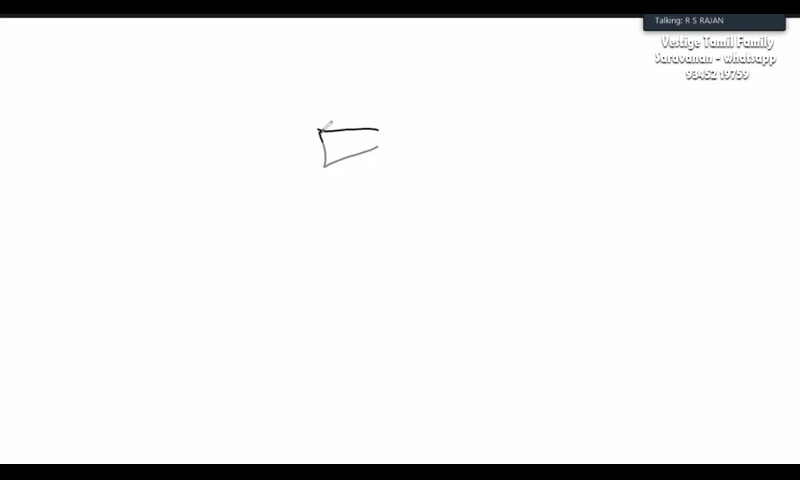 Talking: R S RAJAN
Vestige Tamil Family
Saravanan - whatsapp
93452 19759